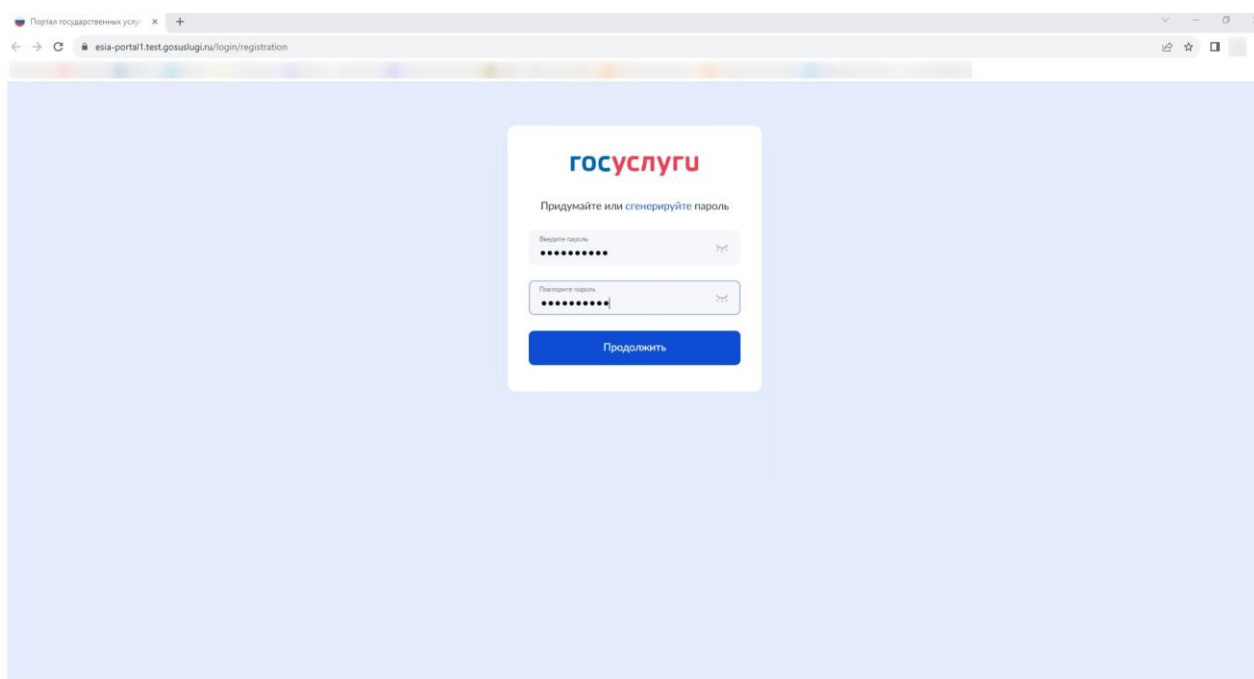 Портал государственных услу
esia-portal1.test.gosuslugi.ru/login/registration
госуслуги
Придумайте или сгенерируйте пароль
Введите пароль
••••••••••
Повторите пароль
••••••••••
Продолжить